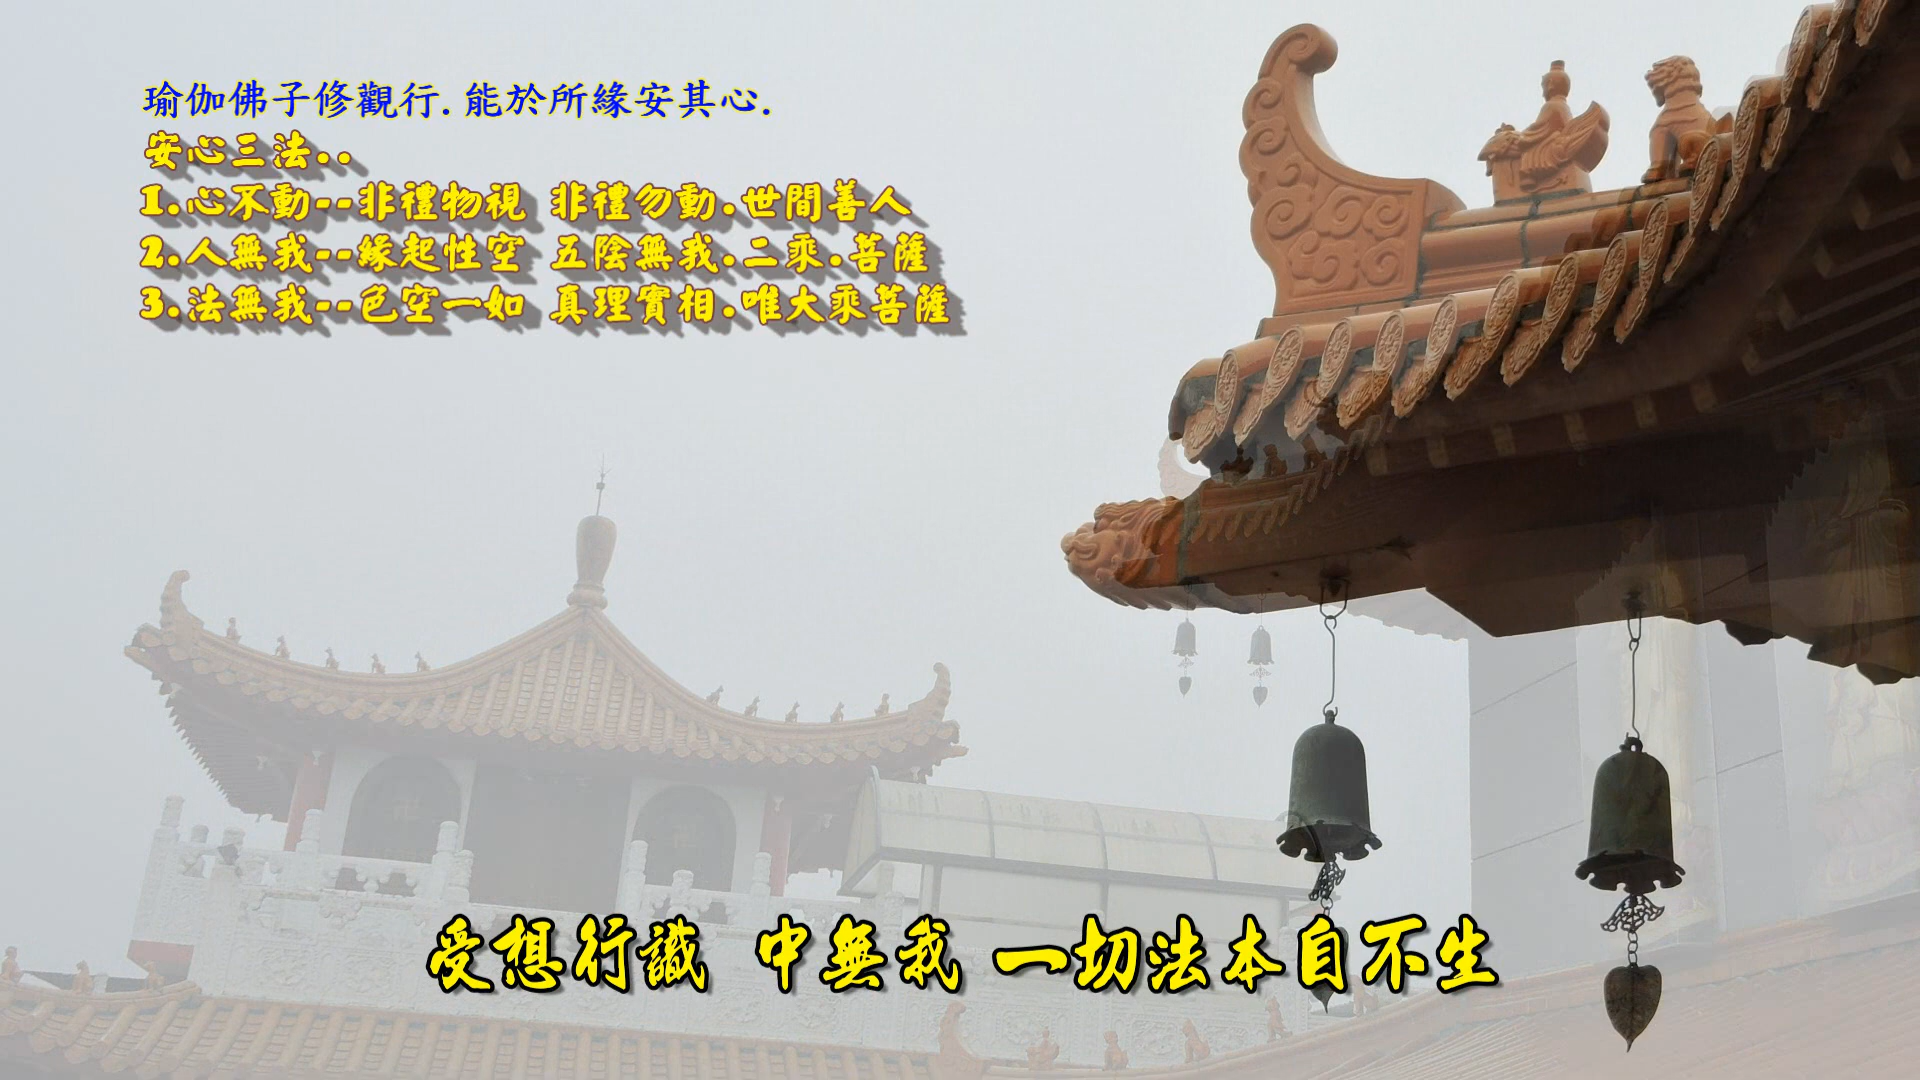 瑜伽佛子修觀行.能於所緣安其心.
安心三法..
1.心不動--非禮物視 非禮勿動.世間善人
2.人無我--緣起性空 五陰無我.二乘.菩薩
3.法無我--色空一如 真理實相.唯大乘菩薩
受想行識 中無我 一切法本自不生